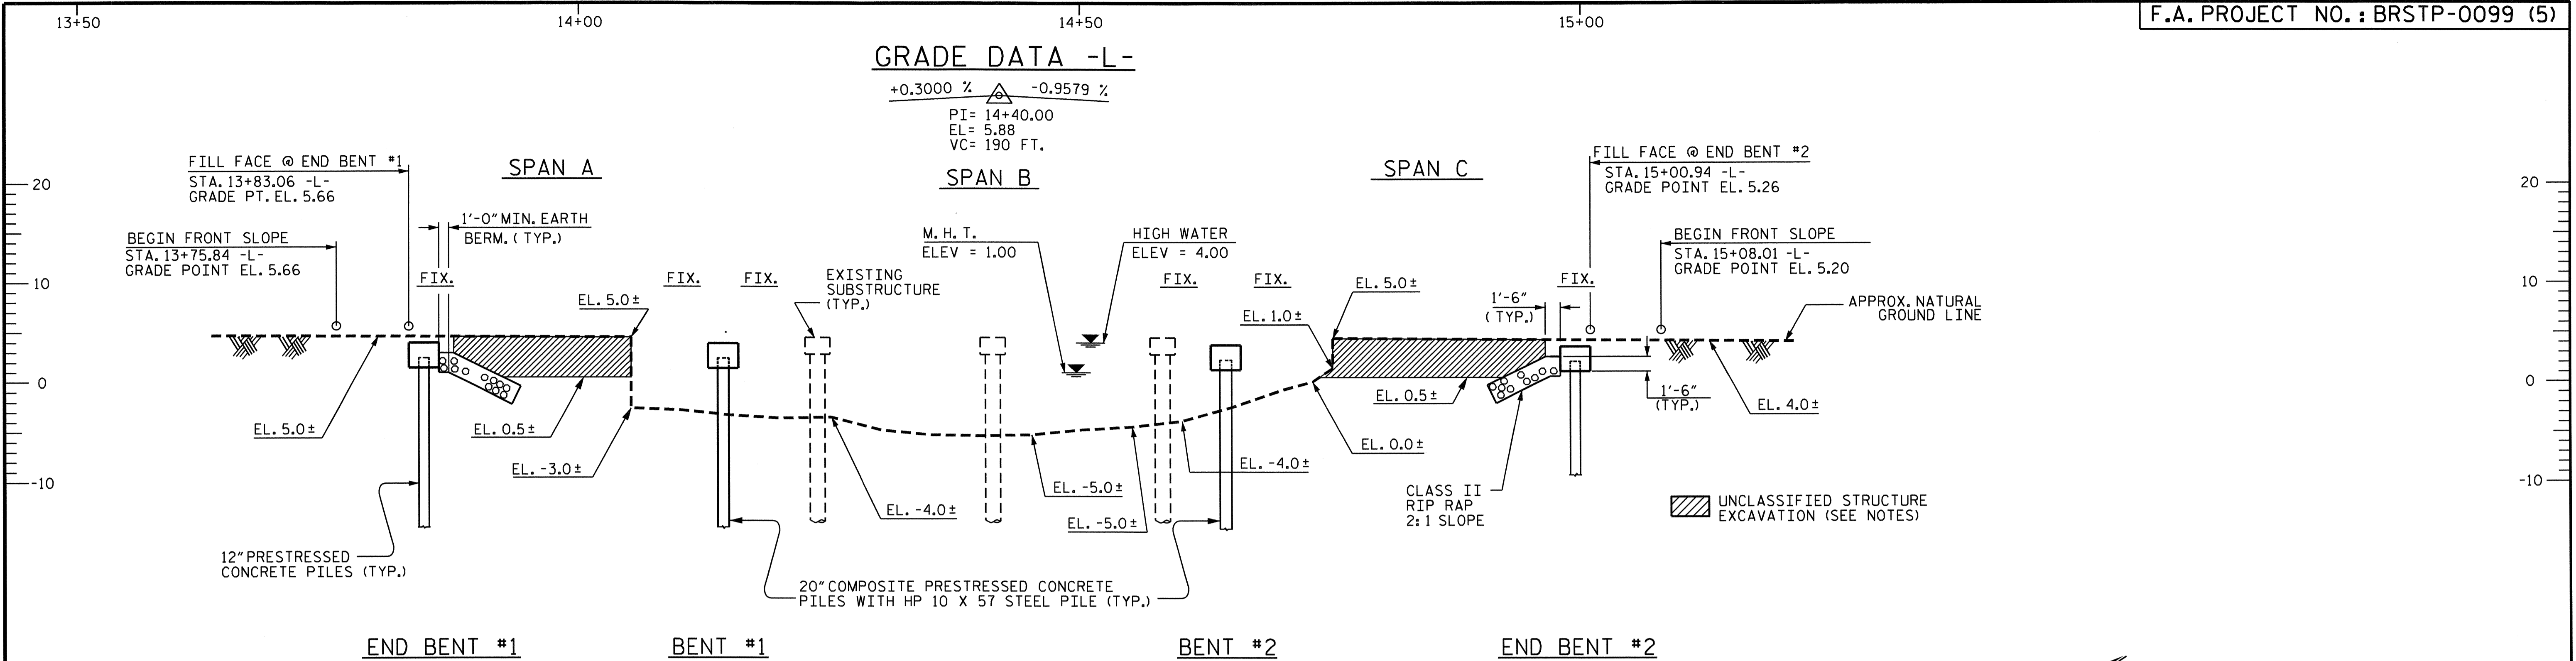 13+50
14+00
14+50
15+00
F.A. PROJECT NO.: BRSTP-0099 (5)
GRADE DATA -L-
+0.3000 %
-0.9579 %
PI= 14+40.00
EL= 5.88
VC= 190 FT.
FILL FACE @ END BENT #1
STA. 13+83.06 -L-
GRADE PT. EL. 5.66
SPAN A
SPAN B
SPAN C
FILL FACE @ END BENT #2
STA. 15+00.94 -L-
GRADE POINT EL. 5.26
20
10
0
-10
20
10
0
-10
1'-0" MIN. EARTH
BERM. (TYP.)
BEGIN FRONT SLOPE
STA. 13+75.84 -L-
GRADE POINT EL. 5.66
M.H.T.
ELEV = 1.00
HIGH WATER
ELEV = 4.00
BEGIN FRONT SLOPE
STA. 15+08.01 -L-
GRADE POINT EL. 5.20
FIX.
FIX.
FIX.
EXISTING
SUBSTRUCTURE
(TYP.)
FIX.
FIX.
FIX.
EL. 5.0±
EL. 1.0±
EL. 5.0±
1'-6"
(TYP.)
APPROX. NATURAL
GROUND LINE
EL. 5.0±
EL. 0.5±
EL. -3.0±
EL. -4.0±
EL. -5.0±
EL. -5.0±
EL. -4.0±
EL. 0.0±
EL. 0.5±
1'-6"
(TYP.)
EL. 4.0±
CLASS II
RIP RAP
2:1 SLOPE
UNCLASSIFIED STRUCTURE
EXCAVATION (SEE NOTES)
12" PRESTRESSED
CONCRETE PILES (TYP.)
20" COMPOSITE PRESTRESSED CONCRETE
PILES WITH HP 10 X 57 STEEL PILE (TYP.)
END BENT #1
BENT #1
BENT #2
END BENT #2